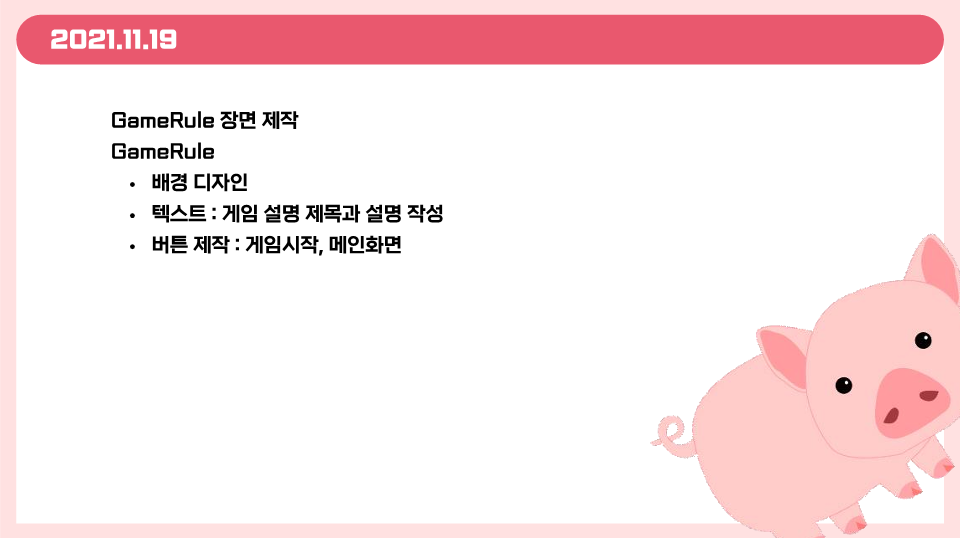 2021.11.19
GameRule 장면 제작
GameRule
• 배경 디자인
• 텍스트 : 게임 설명 제목과 설명 작성
• 버튼 제작 : 게임시작, 메인화면